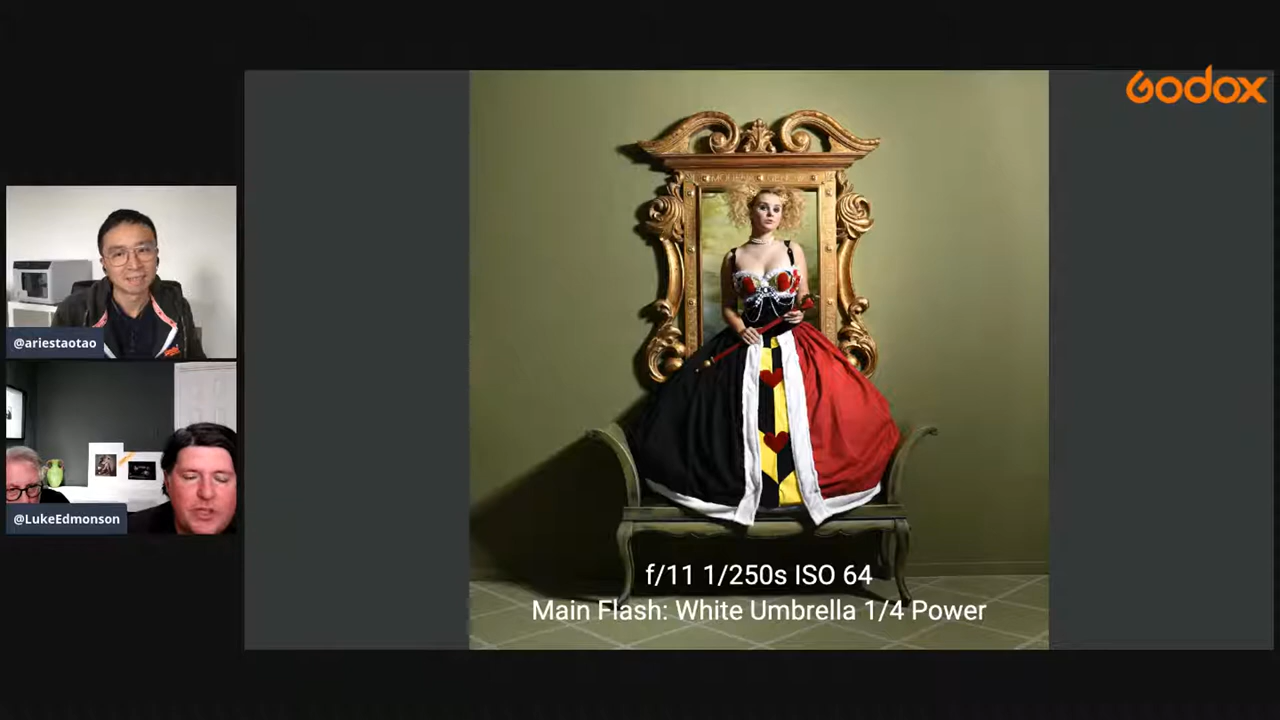 Godox
@ariestaotao
@LukeEdmonson
f/11 1/250s ISO 64
Main Flash: White Umbrella 1/4 Power